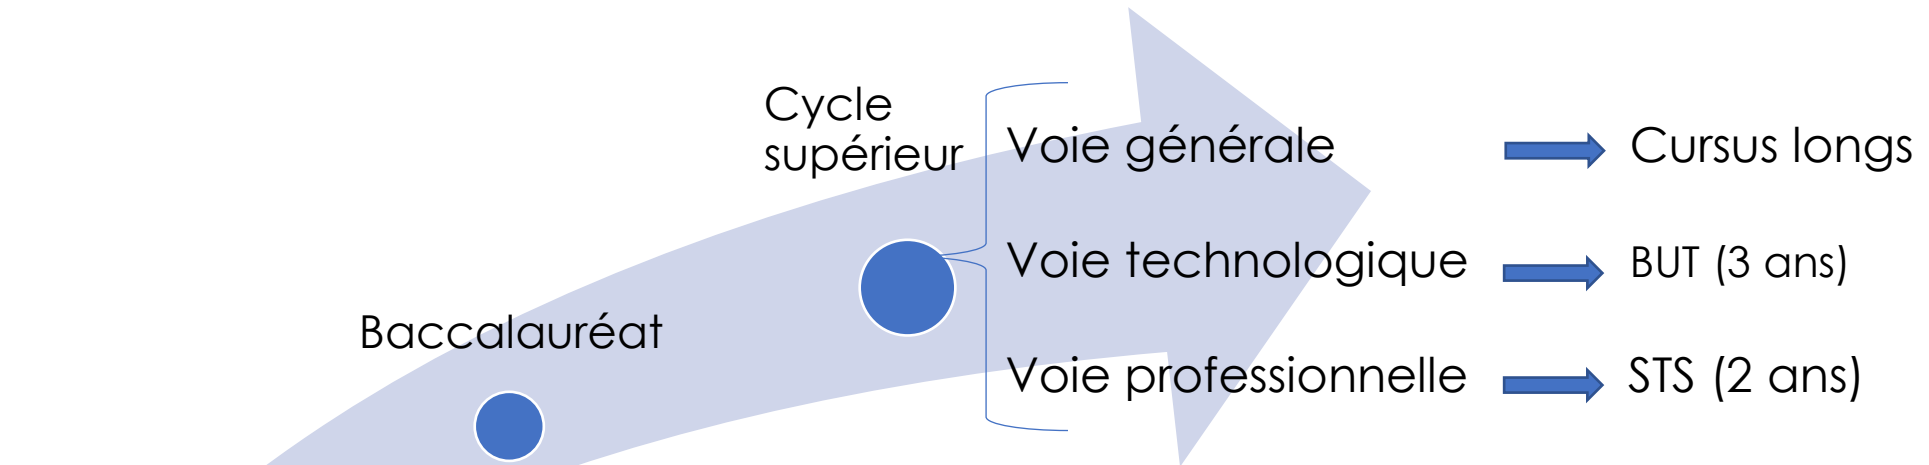 Cycle
supérieur
Voie générale
Cursus longs
Voie technologique
BUT (3 ans)
Baccalauréat
Voie professionnelle
STS (2 ans)